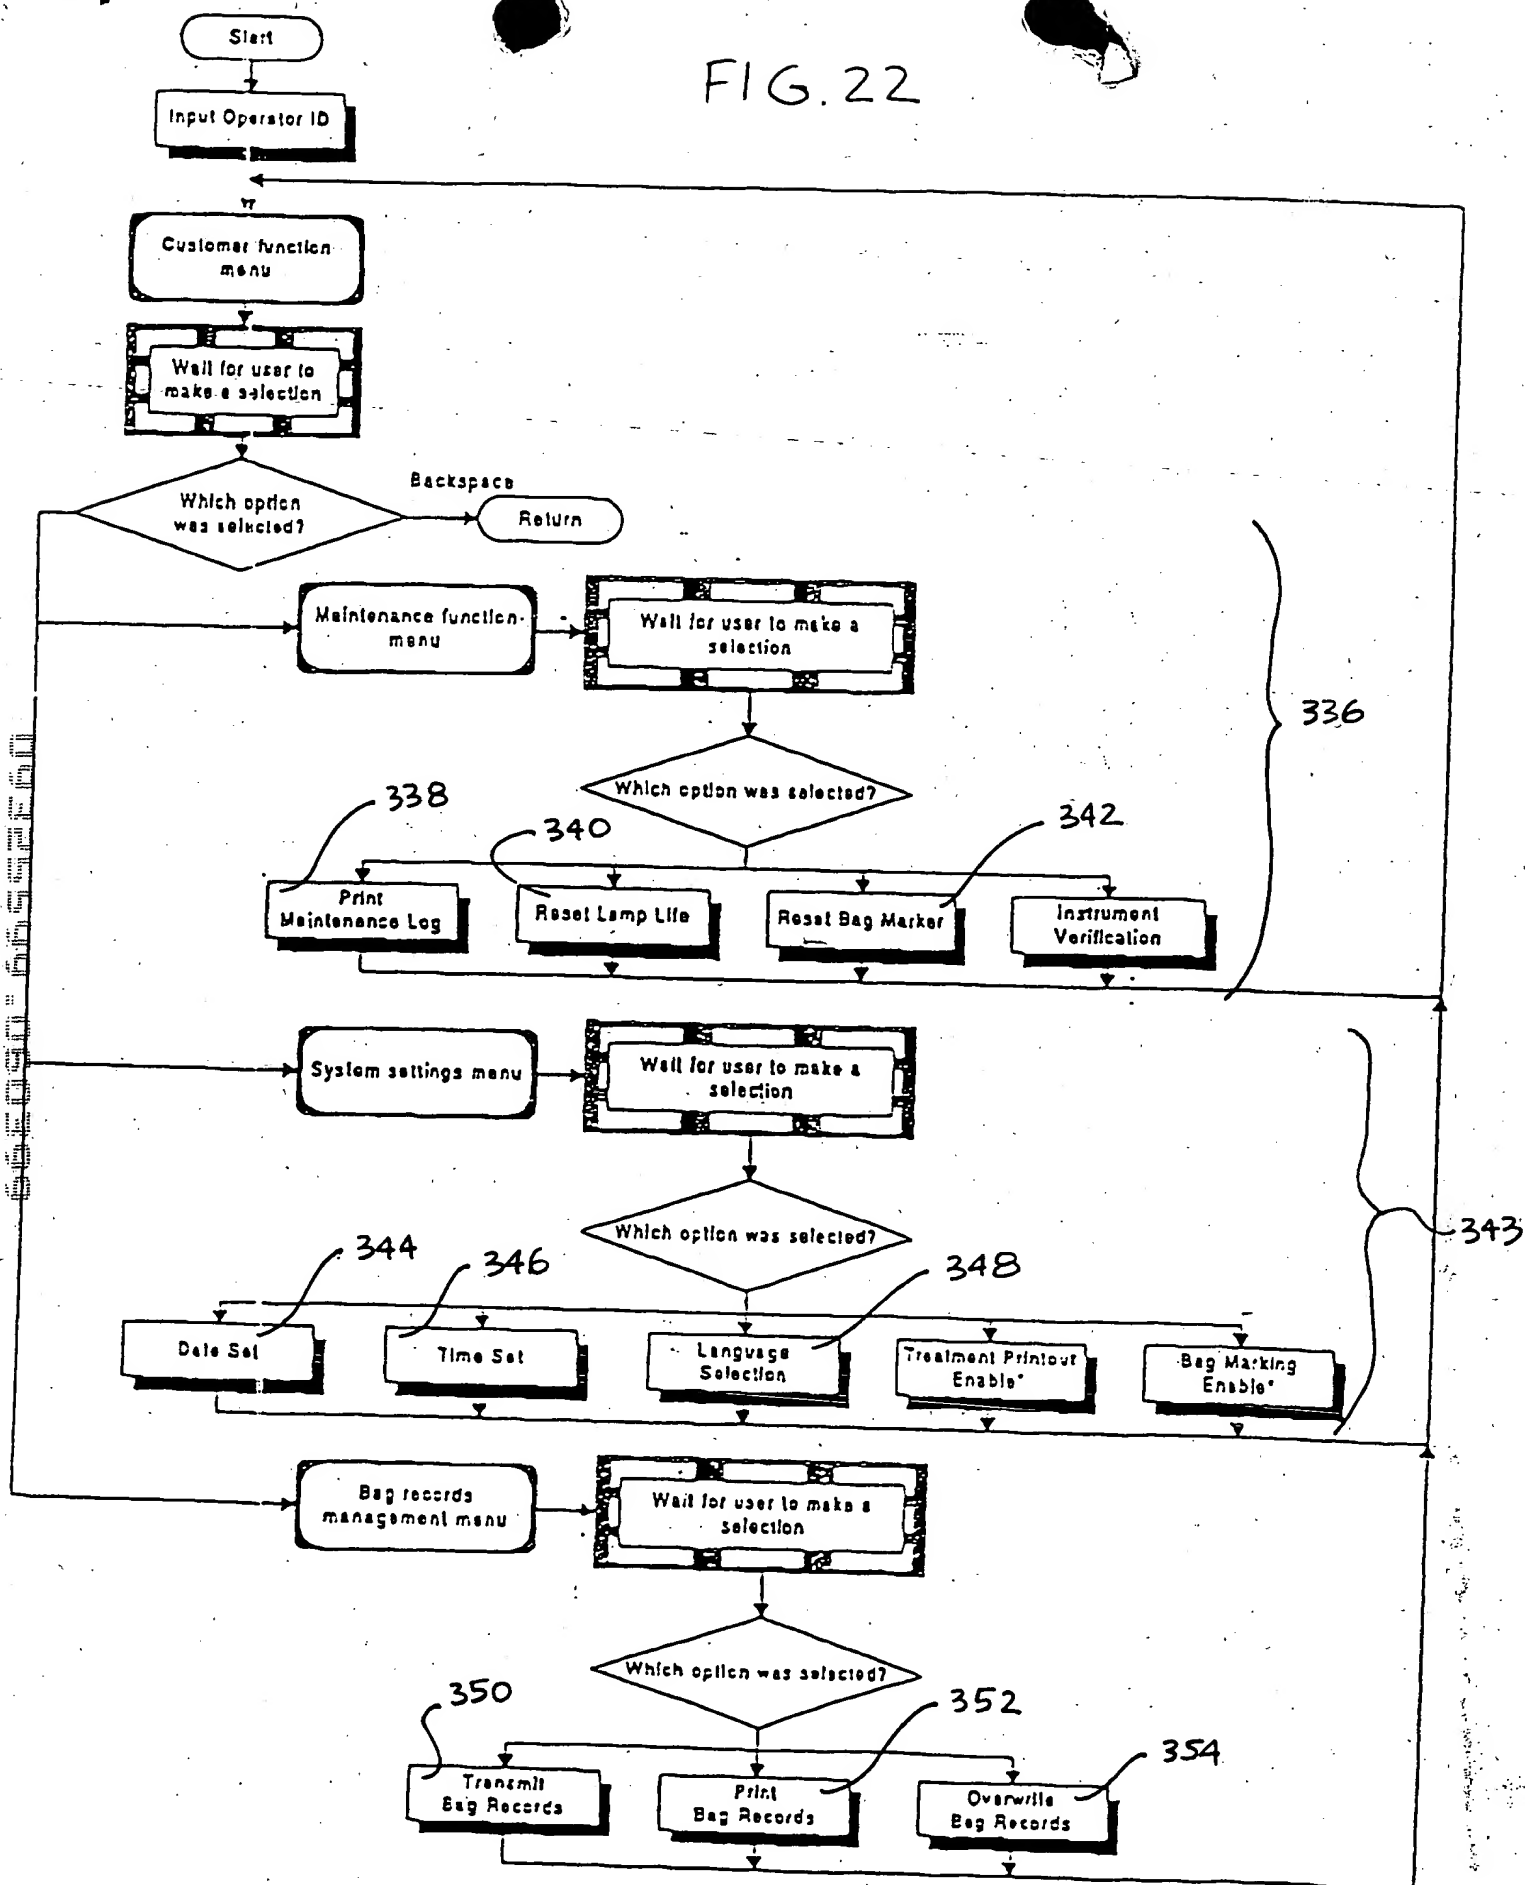 FIG. 22
Start
Input Operator ID
Customer function
menu
Wait for user to
make a selection
Which option
was selected?
Backspace
Return
Maintenance function
menu
Wait for user to make a
selection
336
Which option was selected?
338
340
342
Print
Maintenance Log
Reset Lamp Life
Reset Bag Marker
Instrument
Verification
System settings menu
Wait for user to make a
selection
Which option was selected?
343
344
346
348
Date Set
Time Set
Language
Selection
Treatment Printout
Enable*
Bag Marking
Enable*
Bag records
management menu
Wait for user to make a
selection
Which option was selected?
350
352
354
Transmit
Bag Records
Print
Bag Records
Overwrite
Bag Records